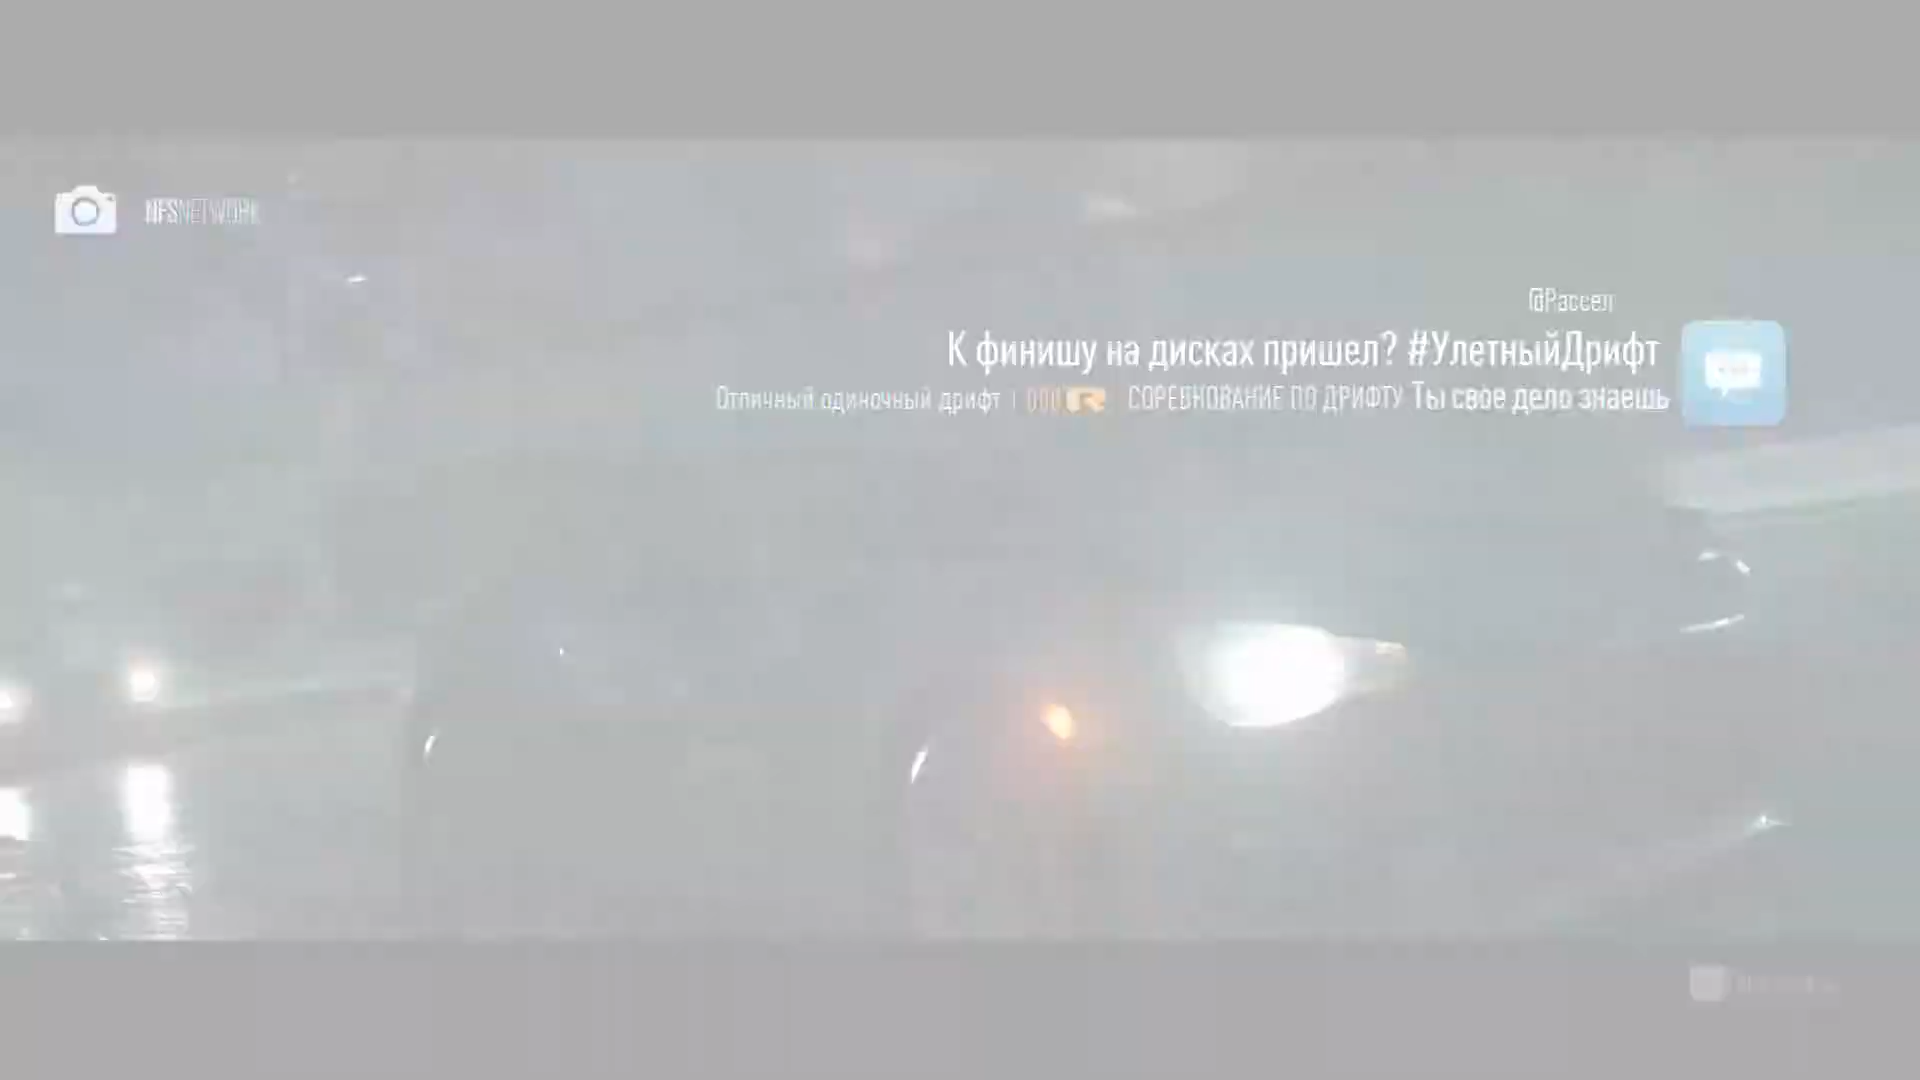 NFSNETWORK
@Рассел
К финишу на дисках пришел? #УлетныйДрифт
Отличный одиночный дрифт | СОРЕВНОВАНИЕ ПО ДРИФТУ Ты свое дело знаешь